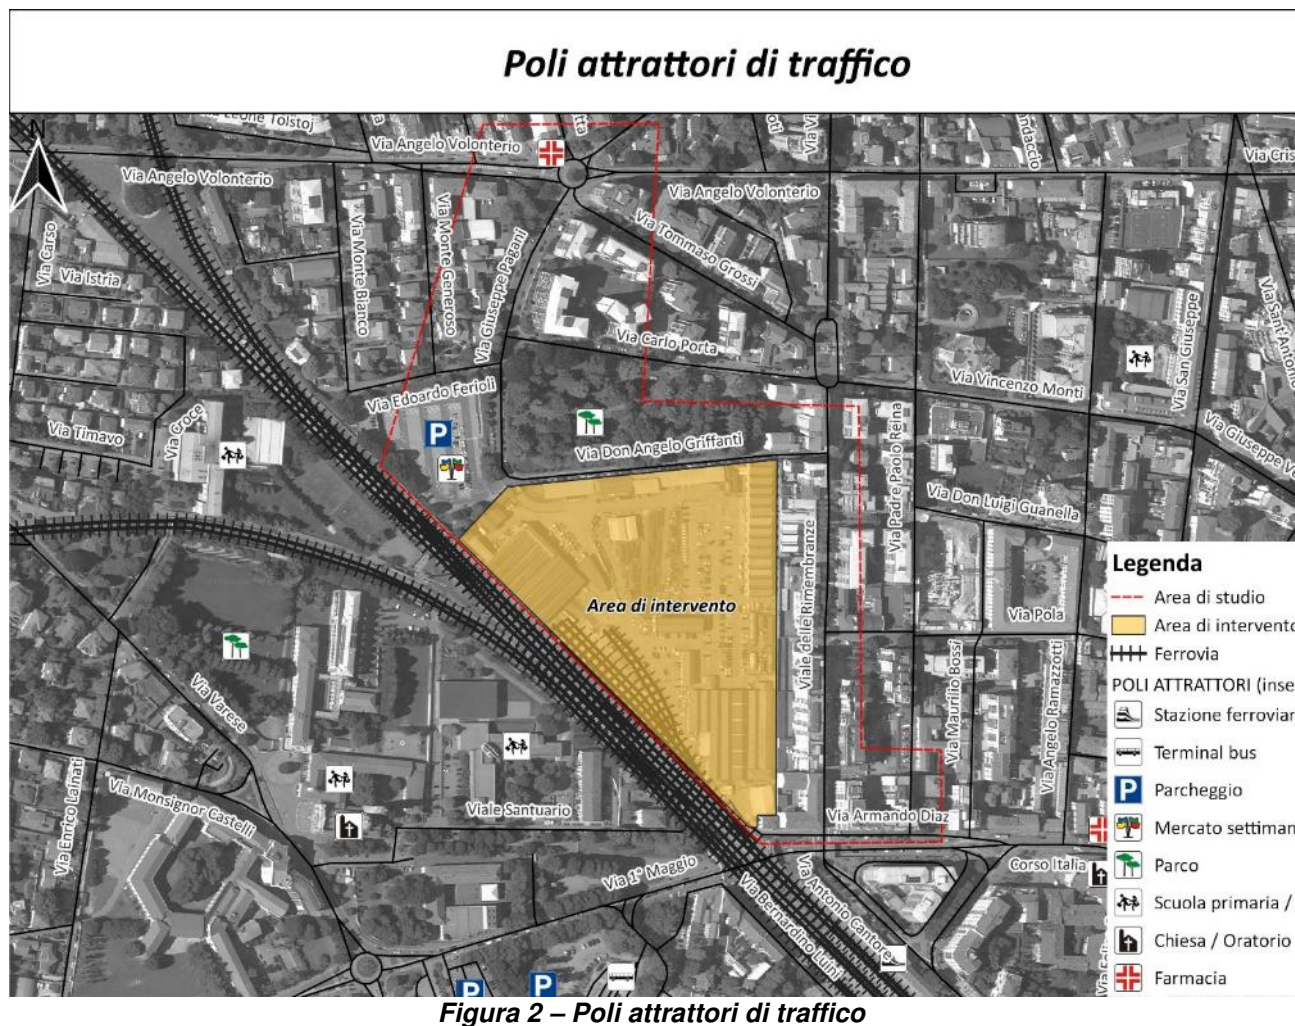 Poli attrattori di traffico
N
Via Angelo Volonterio
Via Angelo Volonterio
Via Angelo Volonterio
Via Carso
Via Istria
Via Monte Bianco
Via Monte Generoso
Via Giuseppe Pagani
Via Tommaso Grossi
Via Carlo Porta
Via Vincenzo Monti
Via San Giuseppe
Via Sant'Antonio
Via Edoardo Ferioli
P
Via Timavo
Via Croce
Via Don Angelo Griffanti
Via Padre Paolo Reina
Via Don Luigi Guanella
Via Pola
Area di intervento
Viale delle Rimembranze
Via Maurilio Bossi
Via Angelo Ramazzotti
Via Varese
Via Enrico Lainati
Via Monsignor Castelli
Viale Santuario
Via Armando Diaz
Corso Italia
Via 1° Maggio
Via Bernardino Luini
Via Antonio Cantore
P
P
Legenda
Area di studio
Area di intervento
Ferrovia
POLI ATTRATTORI (inse
Stazione ferroviar
Terminal bus
P Parcheggio
Mercato settiman
Parco
Scuola primaria /
Chiesa / Oratorio
Farmacia
Figura 2 – Poli attrattori di traffico